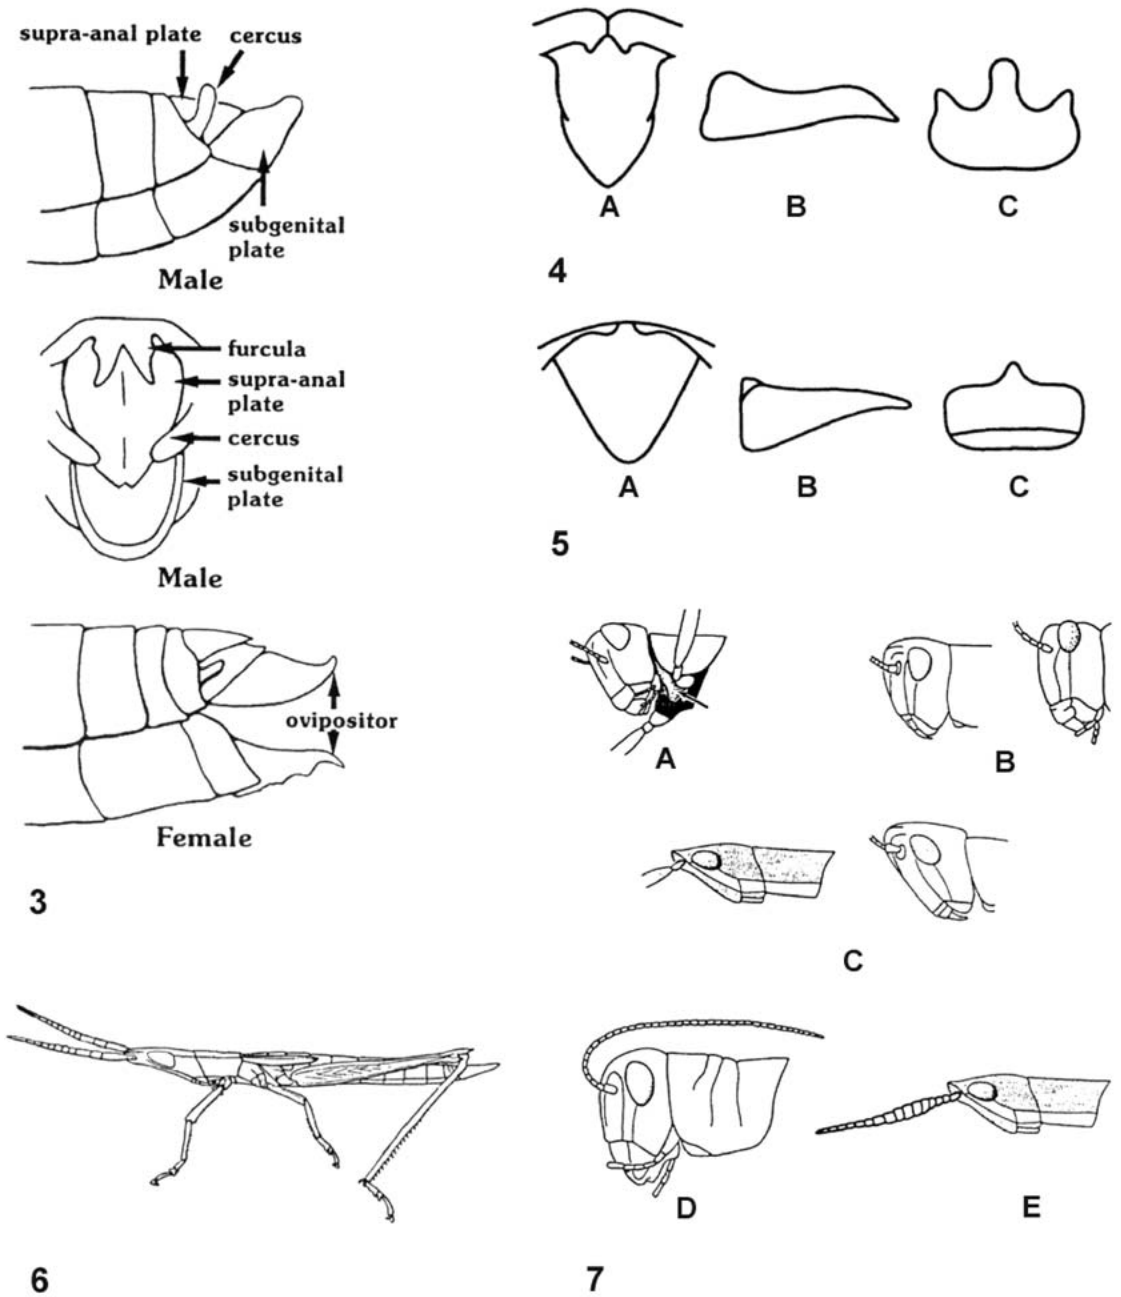 supra-anal plate cercus
subgenital
plate
Male
furcula
supra-anal
plate
cercus
subgenital
plate
Male
ovipositor
Female
3
A B C
4
A B C
5
A B
C
6
D E
7